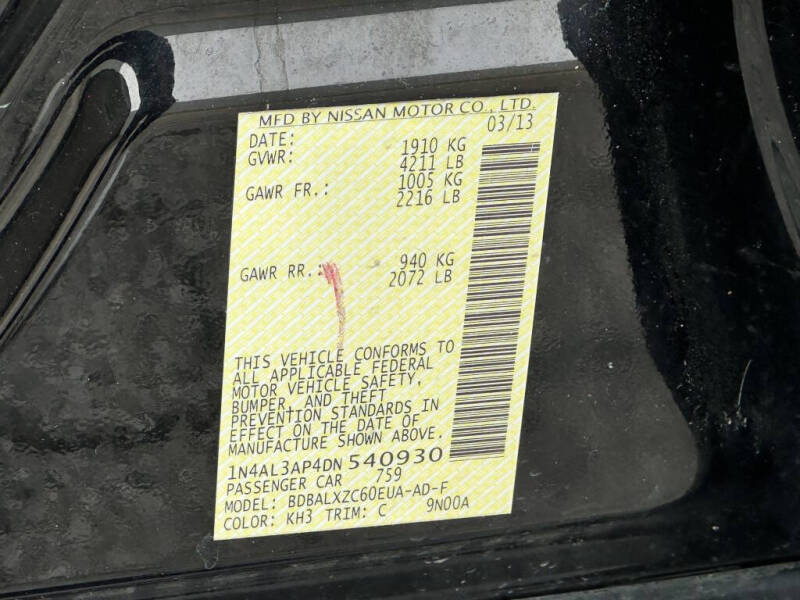 MFD BY NISSAN MOTOR CO., LTD.
DATE: 03/13
GVWR: 1910 KG
4211 LB
GAWR FR.: 1005 KG
2216 LB
GAWR RR.: 940 KG
2072 LB
THIS VEHICLE CONFORMS TO
ALL APPLICABLE FEDERAL
MOTOR VEHICLE SAFETY,
BUMPER, AND THEFT
PREVENTION STANDARDS IN
EFFECT ON THE DATE OF
MANUFACTURE SHOWN ABOVE.
1N4AL3AP4DN 540930
PASSENGER CAR 759
MODEL: BDBALXZC60EUA-AD-F
COLOR: KH3 TRIM: C 9N00A